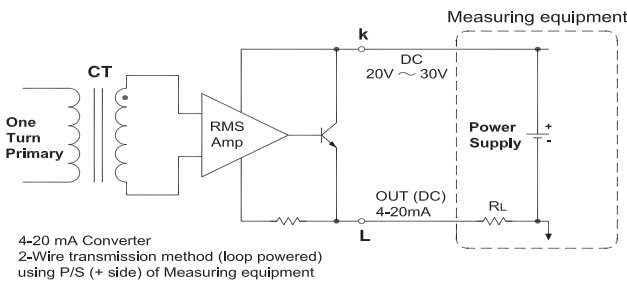 Measuring equipment
k
DC
20V ~ 30V
CT
One
Turn
Primary
RMS
Amp
Power
Supply
+
-
OUT (DC)
4-20mA
RL
L
4-20 mA Converter
2-Wire transmission method (loop powered)
using P/S (+ side) of Measuring equipment